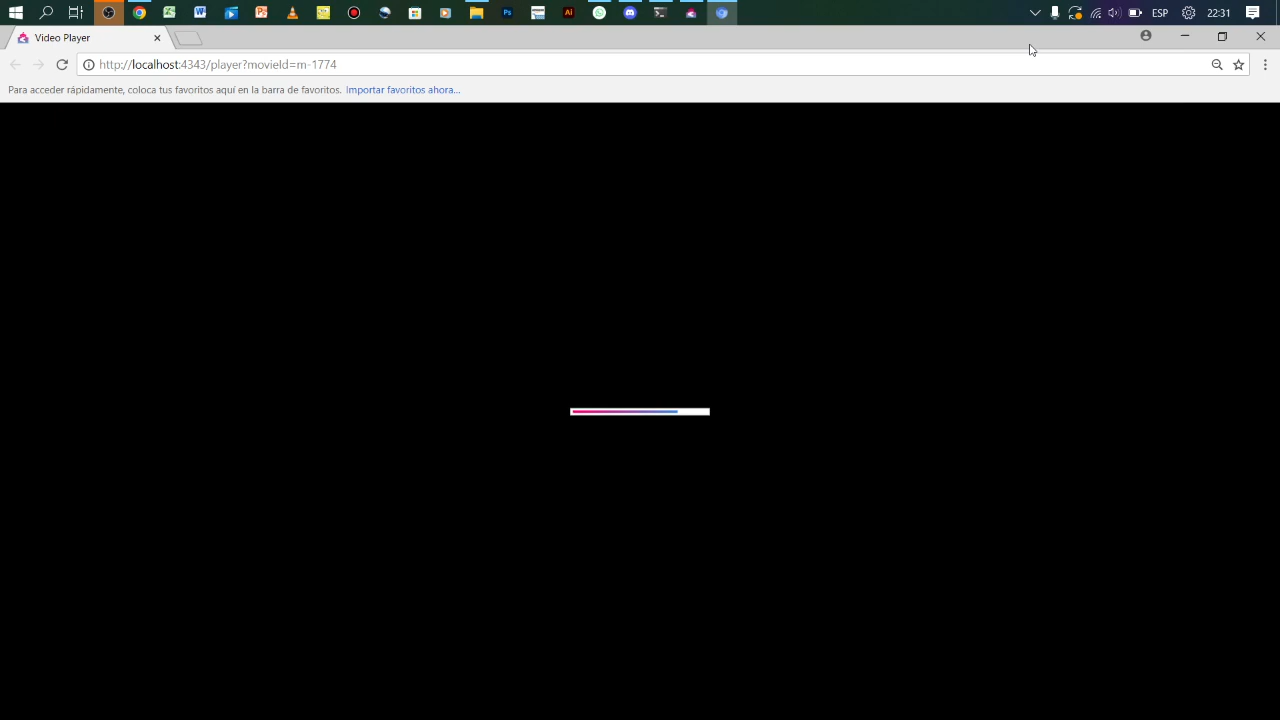 ESP
22:31
Video Player
http://localhost:4343/player?movieId=m-1774
Para acceder rápidamente, coloca tus favoritos aquí en la barra de favoritos. Importar favoritos ahora...